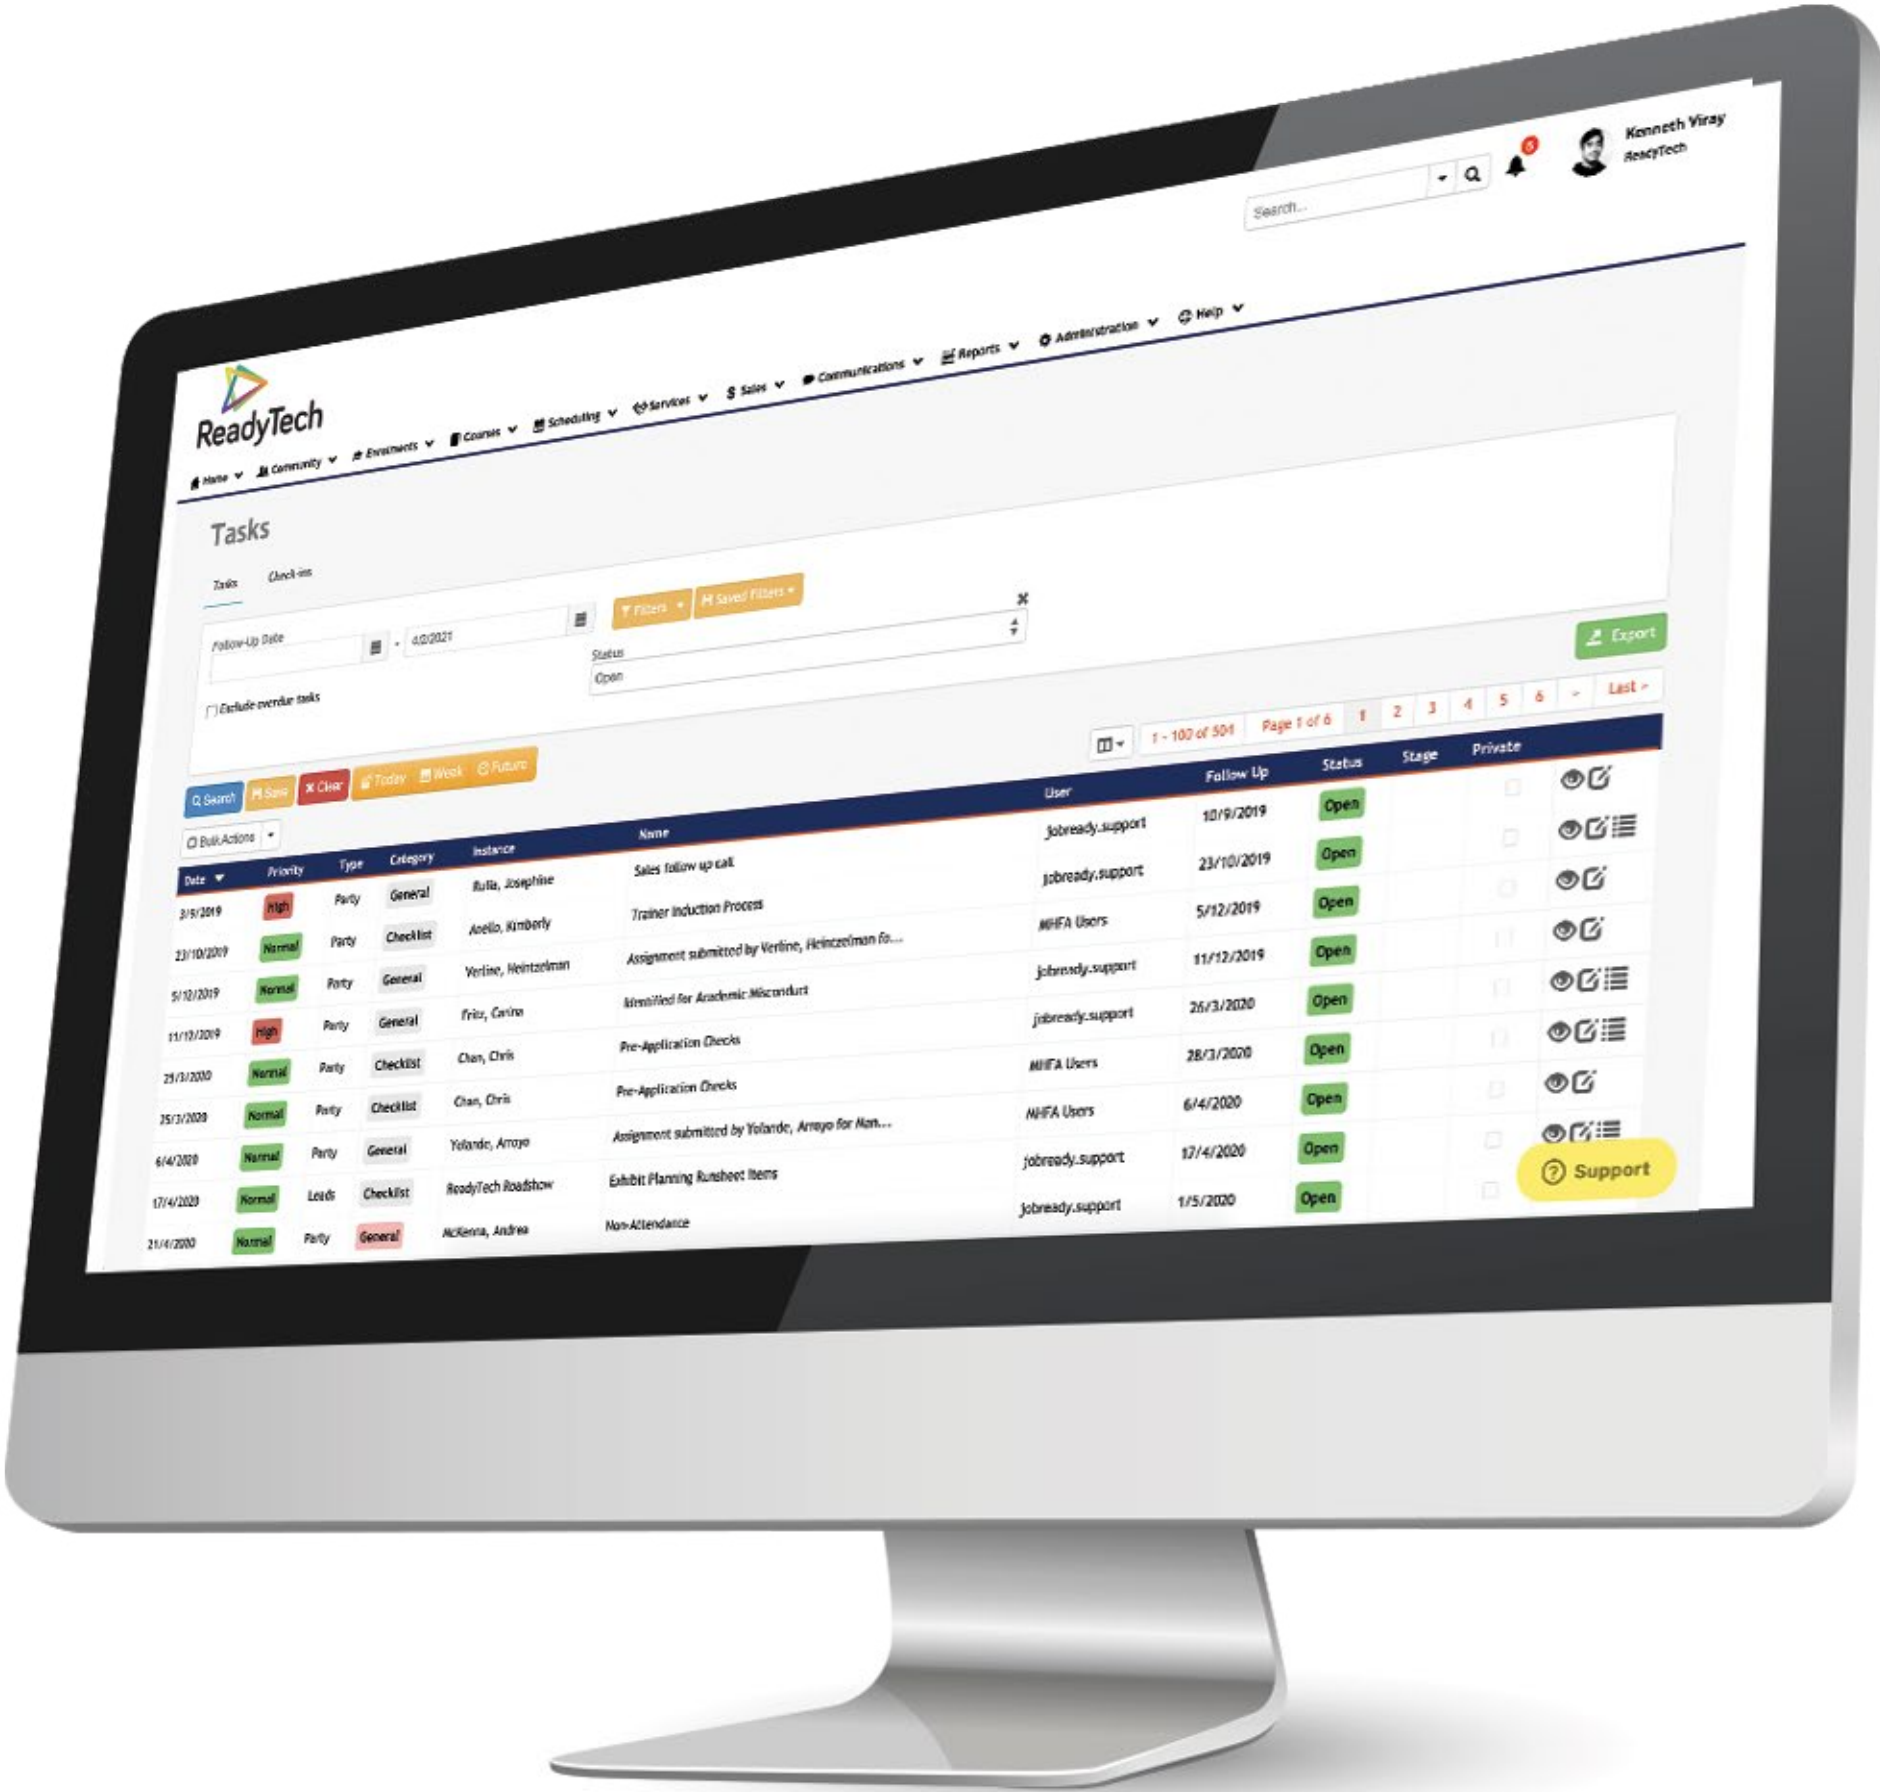 Kenneth Viray
ReadyTech
5
Search...
ReadyTech
Home Community Enrolments Courses Scheduling Services $ Sales Communications Reports Administration Help
Tasks
Tasks Check-ins
Follow-Up Date
- 4/2/2021
Filters Saved Filters
Status
Open
Exclude overdue tasks
Export
Search Save Clear Today Week Future
1 - 100 of 504 Page 1 of 6 1 2 3 4 5 6 > Last »
Bulk Actions
Date Priority Type Category Instance Name User Follow Up Status Stage Private
3/9/2019 High Party General Rulla, Josephine Sales follow up call jobready.support 10/9/2019 Open
23/10/2019 Normal Party Checklist Anello, Kimberly Trainer Induction Process jobready.support 23/10/2019 Open
5/12/2019 Normal Party General Verline, Heintzelman Assignment submitted by Verline, Heintzelman fo... MHFA Users 5/12/2019 Open
11/12/2019 High Party General Fritz, Carina Identified for Academic Misconduct jobready.support 11/12/2019 Open
Normal Party Checklist Chan, Chris Pre-Application Checks jobready.support 26/3/2020 Open
25/3/2020 Normal Party Checklist Chan, Chris Pre-Application Checks MHFA Users 28/3/2020 Open
6/4/2020 Normal Party General Yolande, Arroyo Assignment submitted by Yolande, Arroyo for Man... MHFA Users 6/4/2020 Open
17/4/2020 Normal Leads Checklist ReadyTech Roadshow Exhibit Planning Runsheet Items jobready.support 17/4/2020 Open
21/4/2020 Normal Party General McKenna, Andrea Non-Attendance jobready.support 1/5/2020 Open
Support